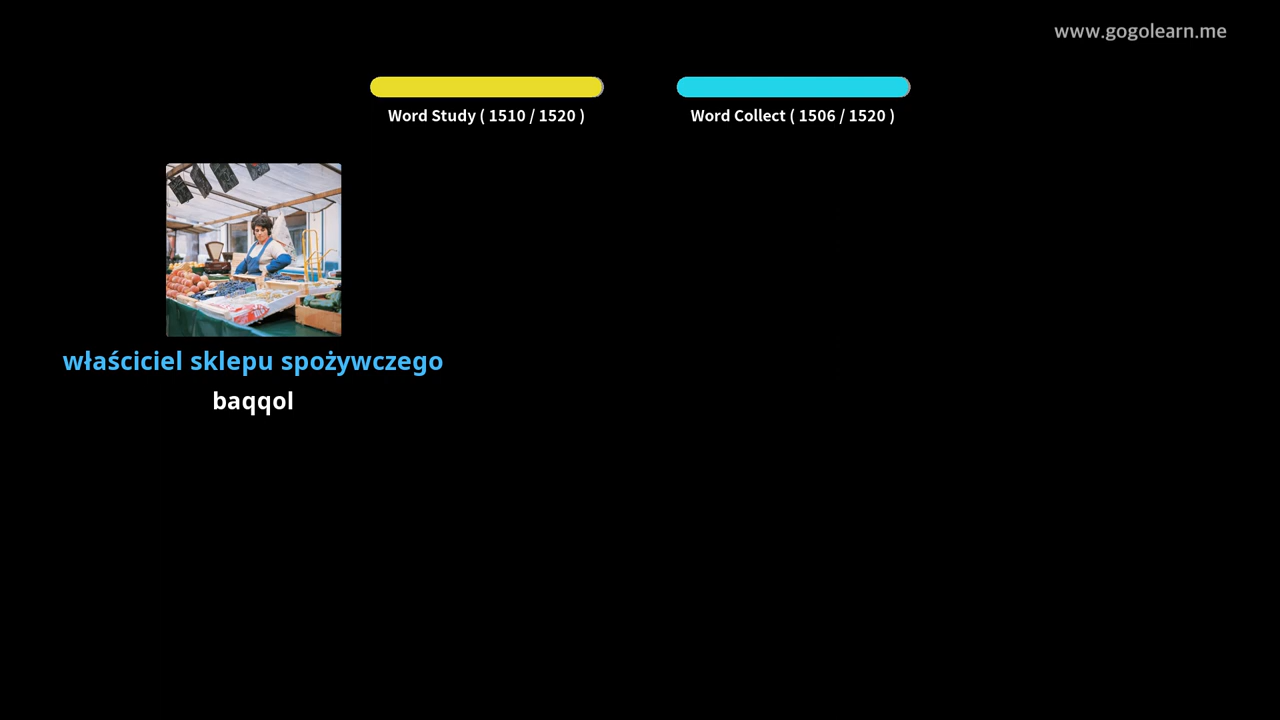 www.gogolearn.me
Word Study ( 1510 / 1520 )
Word Collect ( 1506 / 1520 )
właściciel sklepu spożywczego
baqqol